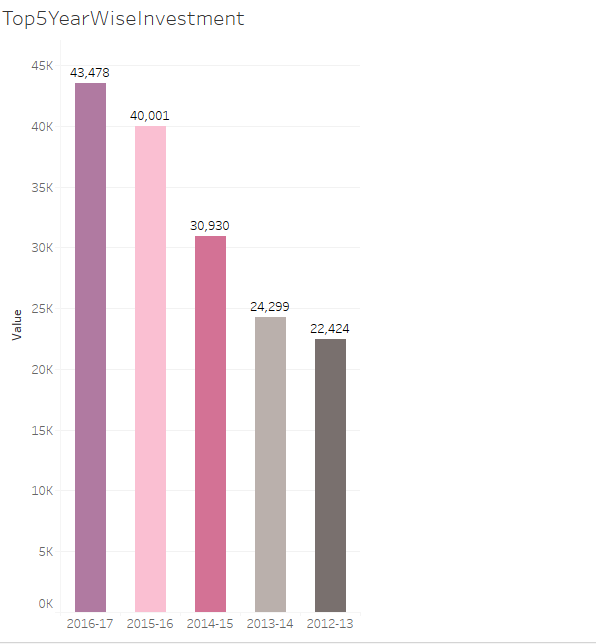 Top5YearWiseInvestment
45K
40K
35K
30K
25K
20K
15K
10K
5K
0K
Value
43,478
40,001
30,930
24,299
22,424
2016-17 2015-16 2014-15 2013-14 2012-13